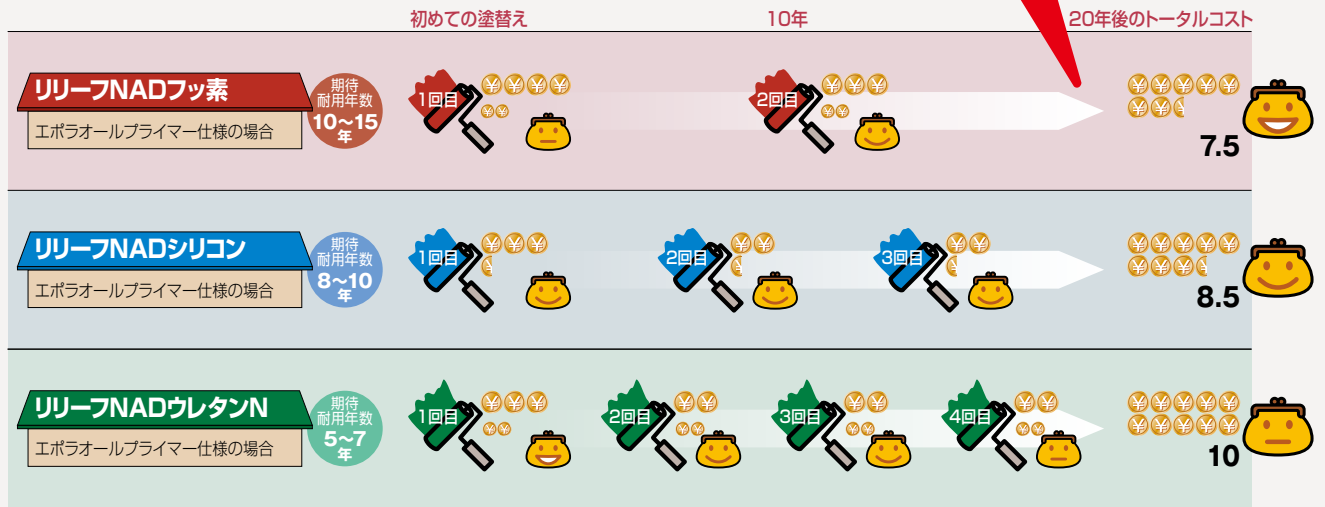 初めての塗替え
10年
20年後のトータルコスト
リリーフNADフッ素
エポラオールプライマー仕様の場合
期待
耐用年数
10〜15
年
1回目
2回目
7.5
リリーフNADシリコン
エポラオールプライマー仕様の場合
期待
耐用年数
8〜10
年
1回目
2回目
3回目
8.5
リリーフNADウレタンN
エポラオールプライマー仕様の場合
期待
耐用年数
5〜7
年
1回目
2回目
3回目
4回目
10